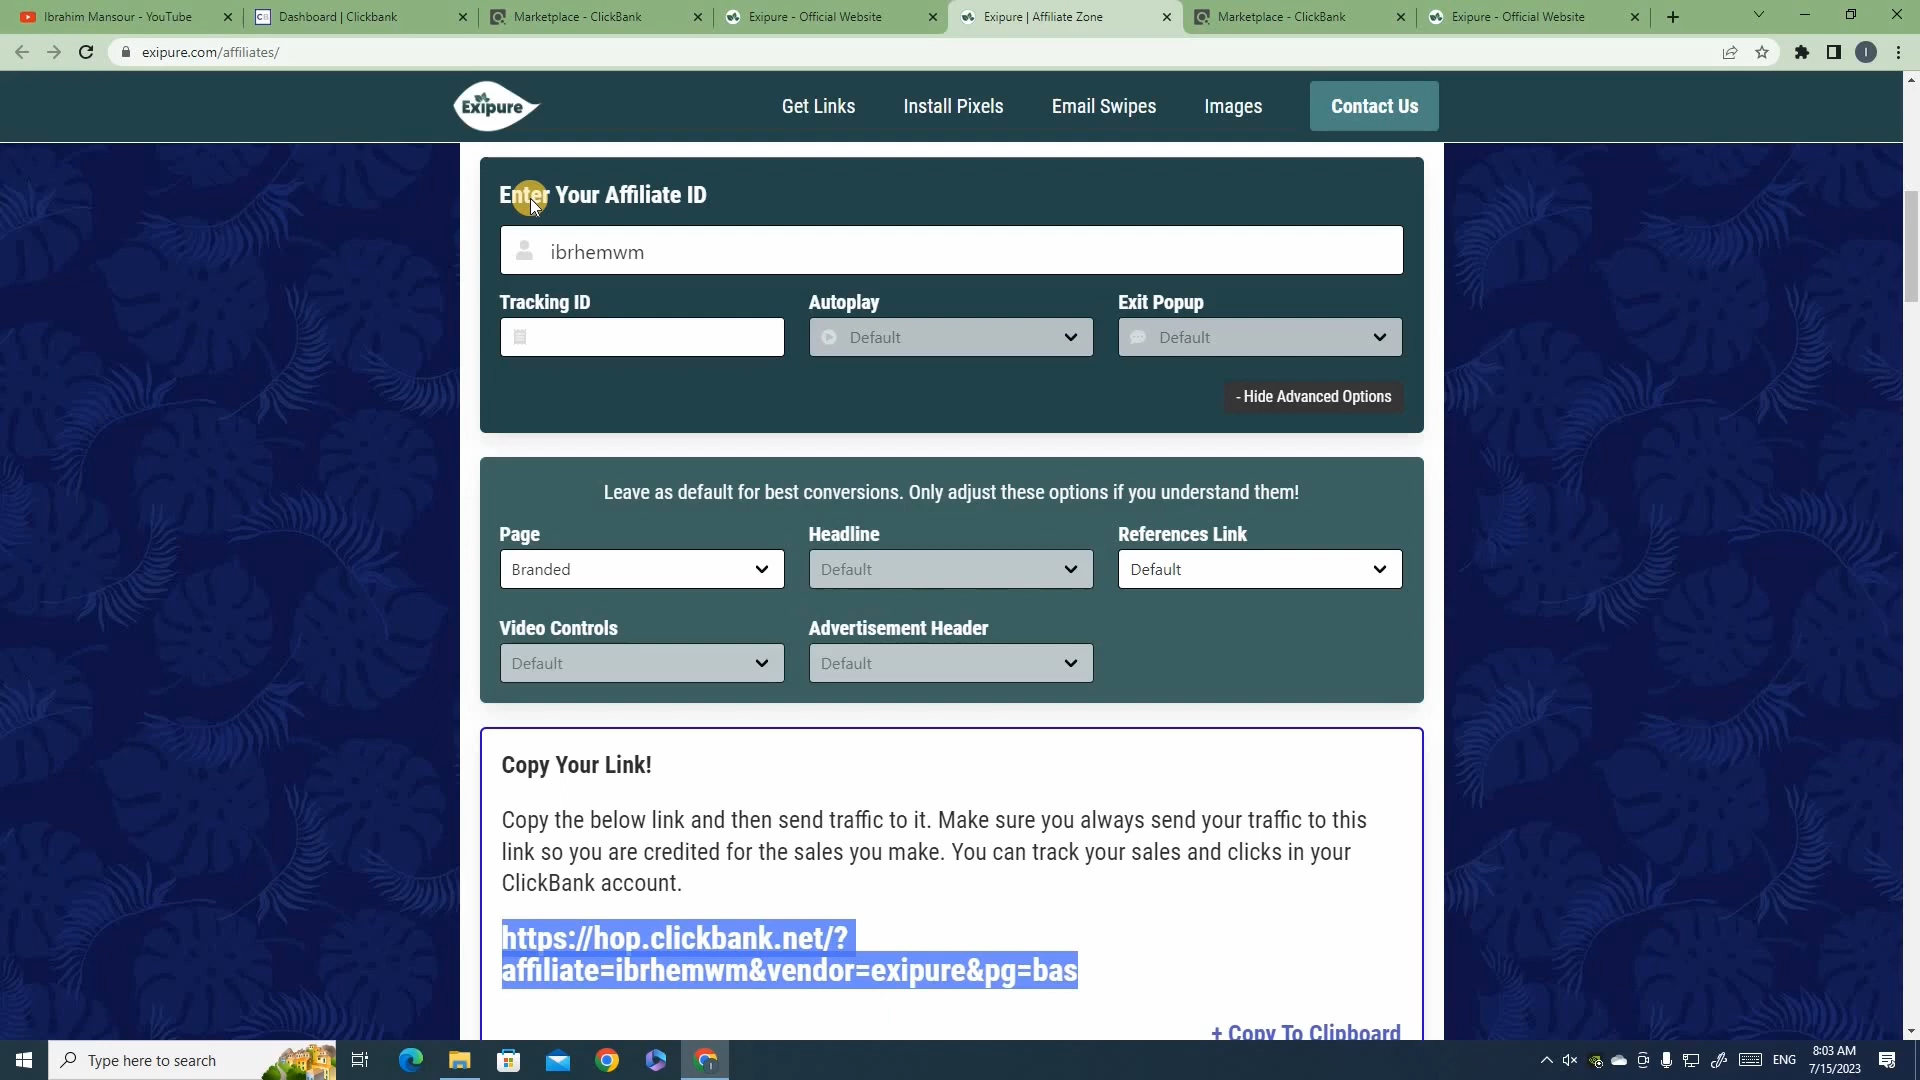 Ibrahim Mansour - YouTube
Dashboard | Clickbank
Marketplace - ClickBank
Exipure - Official Website
Exipure | Affiliate Zone
Marketplace - ClickBank
Exipure - Official Website
exipure.com/affiliates/
I
Exipure
Get Links
Install Pixels
Email Swipes
Images
Contact Us
Enter Your Affiliate ID
ibrhemwm
Tracking ID
Autoplay
Exit Popup
Default
Default
- Hide Advanced Options
Leave as default for best conversions. Only adjust these options if you understand them!
Page
Headline
References Link
Branded
Default
Default
Video Controls
Advertisement Header
Default
Default
Copy Your Link!
Copy the below link and then send traffic to it. Make sure you always send your traffic to this
link so you are credited for the sales you make. You can track your sales and clicks in your
ClickBank account.
https://hop.clickbank.net/?
affiliate=ibrhemwm&vendor=exipure&pg=bas
+ Copy To Clipboard
Type here to search
ENG
8:03 AM
7/15/2023